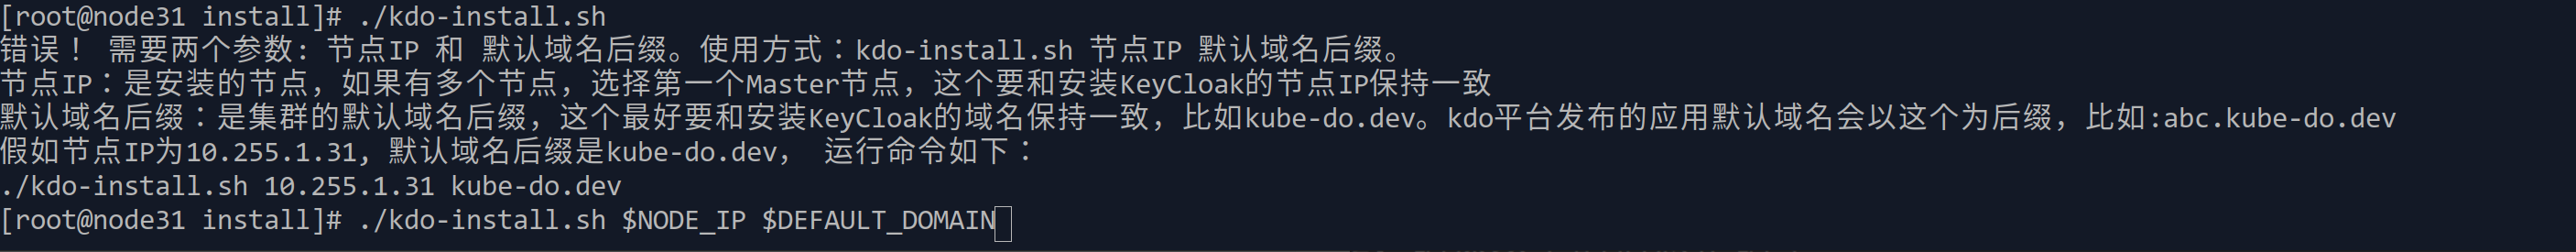 [root@node31 install]# ./kdo-install.sh
错误！ 需要两个参数: 节点IP 和 默认域名后缀。使用方式：kdo-install.sh 节点IP 默认域名后缀。
节点IP：是安装的节点，如果有多个节点，选择第一个Master节点，这个要和安装KeyCloak的节点IP保持一致
默认域名后缀：是集群的默认域名后缀，这个最好要和安装KeyCloak的域名保持一致，比如kube-do.dev。kdo平台发布的应用默认域名会以这个为后缀，比如:abc.kube-do.dev
假如节点IP为10.255.1.31, 默认域名后缀是kube-do.dev， 运行命令如下：
./kdo-install.sh 10.255.1.31 kube-do.dev
[root@node31 install]# ./kdo-install.sh $NODE_IP $DEFAULT_DOMAIN